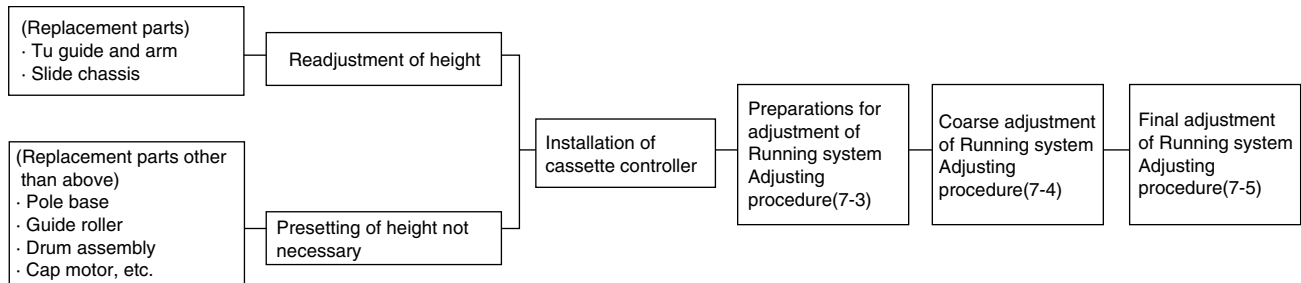 (Replacement parts)
· Tu guide and arm
· Slide chassis
Readjustment of height
(Replacement parts other
than above)
· Pole base
· Guide roller
· Drum assembly
· Cap motor, etc.
Presetting of height not
necessary
Installation of
cassette controller
Preparations for
adjustment of
Running system
Adjusting
procedure(7-3)
Coarse adjustment
of Running system
Adjusting
procedure(7-4)
Final adjustment
of Running system
Adjusting
procedure(7-5)